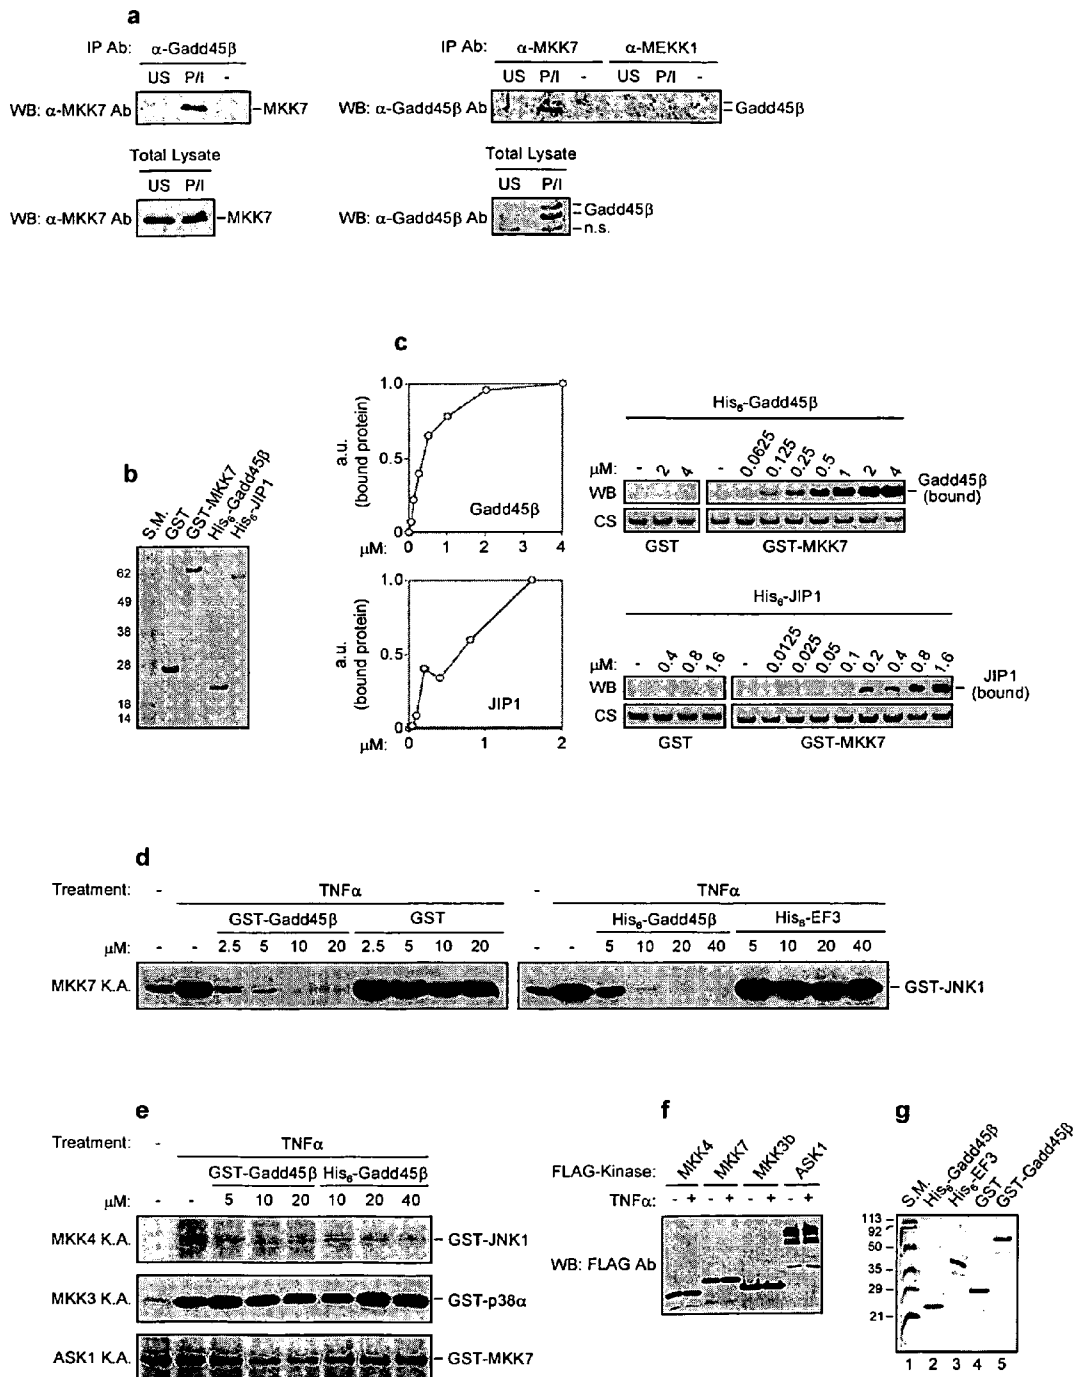 a
IP Ab: α-Gadd45β
US P/I -
WB: α-MKK7 Ab
MKK7
Total Lysate
US P/I
WB: α-MKK7 Ab
MKK7
IP Ab: α-MKK7 α-MEKK1
US P/I - US P/I -
WB: α-Gadd45β Ab
Gadd45β
Total Lysate
US P/I
WB: α-Gadd45β Ab
Gadd45β
n.s.
b
S.M. GST GST-MKK7 His6-Gadd45β His6-JIP1
62
49
38
28
18
14
c
a.u.
(bound protein)
1.0
0.5
0
Gadd45β
μM: 0 1 2 3 4
His6-Gadd45β
μM: - 2 4 - 0.0625 0.125 0.25 0.5 1 2 4
WB
Gadd45β
(bound)
CS
GST GST-MKK7
a.u.
(bound protein)
1.0
0.5
0
JIP1
μM: 0 1 2
His6-JIP1
μM: - 0.4 0.8 1.6 - 0.0125 0.025 0.05 0.1 0.2 0.4 0.8 1.6
WB
JIP1
(bound)
CS
GST GST-MKK7
d
Treatment: - TNFα - TNFα
GST-Gadd45β GST His6-Gadd45β His6-EF3
μM: - - 2.5 5 10 20 2.5 5 10 20 - - 5 10 20 40 5 10 20 40
MKK7 K.A.
GST-JNK1
e
Treatment: - TNFα
GST-Gadd45β His6-Gadd45β
μM: - - 5 10 20 10 20 40
MKK4 K.A.
GST-JNK1
MKK3 K.A.
GST-p38α
ASK1 K.A.
GST-MKK7
f
FLAG-Kinase: MKK4 MKK7 MKK3b ASK1
TNFα: - + - + - + - +
WB: FLAG Ab
g
S.M. His6-Gadd45β His6-EF3 GST GST-Gadd45β
113
92
50
35
29
21
1 2 3 4 5